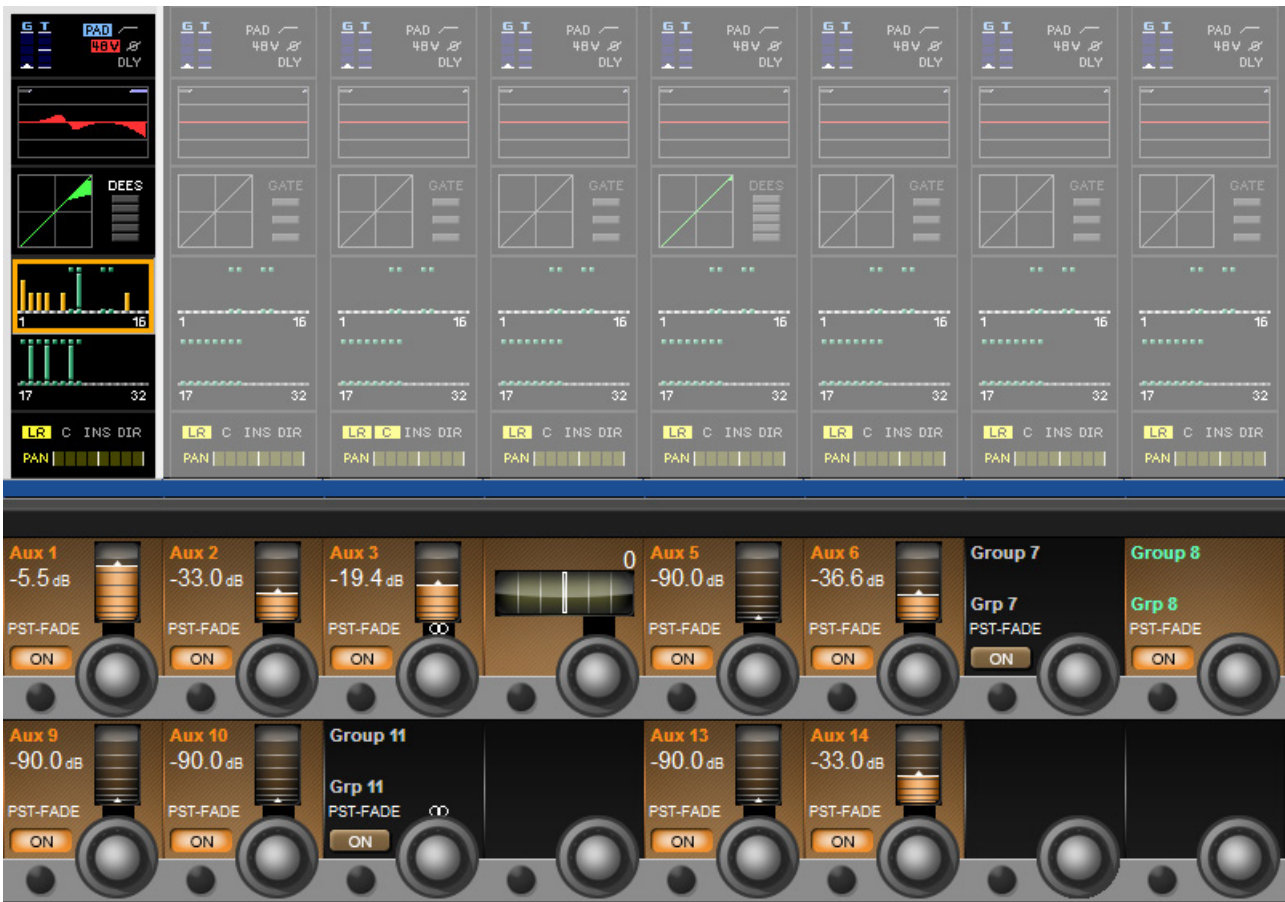 G T PAD G T PAD G T PAD G T PAD G T PAD G T PAD G T PAD G T PAD
48V Ø 48V Ø 48V Ø 48V Ø 48V Ø 48V Ø 48V Ø 48V Ø
DLY DLY DLY DLY DLY DLY DLY DLY
DEES GATE GATE GATE DEES GATE GATE GATE
1 16 1 16 1 16 1 16 1 16 1 16 1 16 1 16
17 32 17 32 17 32 17 32 17 32 17 32 17 32 17 32
LR C INS DIR LR C INS DIR LR C INS DIR LR C INS DIR LR C INS DIR LR C INS DIR LR C INS DIR LR C INS DIR
PAN PAN PAN PAN PAN PAN PAN PAN
Aux 1 Aux 2 Aux 3 0 Aux 5 Aux 6 Group 7 Group 8
-5.5 dB -33.0 dB -19.4 dB -90.0 dB -36.6 dB
Grp 7 Grp 8
PST-FADE PST-FADE PST-FADE PST-FADE PST-FADE PST-FADE PST-FADE
ON ON ON ON ON ON ON
Aux 9 Aux 10 Group 11 Aux 13 Aux 14
-90.0 dB -90.0 dB -90.0 dB -33.0 dB
Grp 11
PST-FADE PST-FADE PST-FADE PST-FADE PST-FADE
ON ON ON ON ON